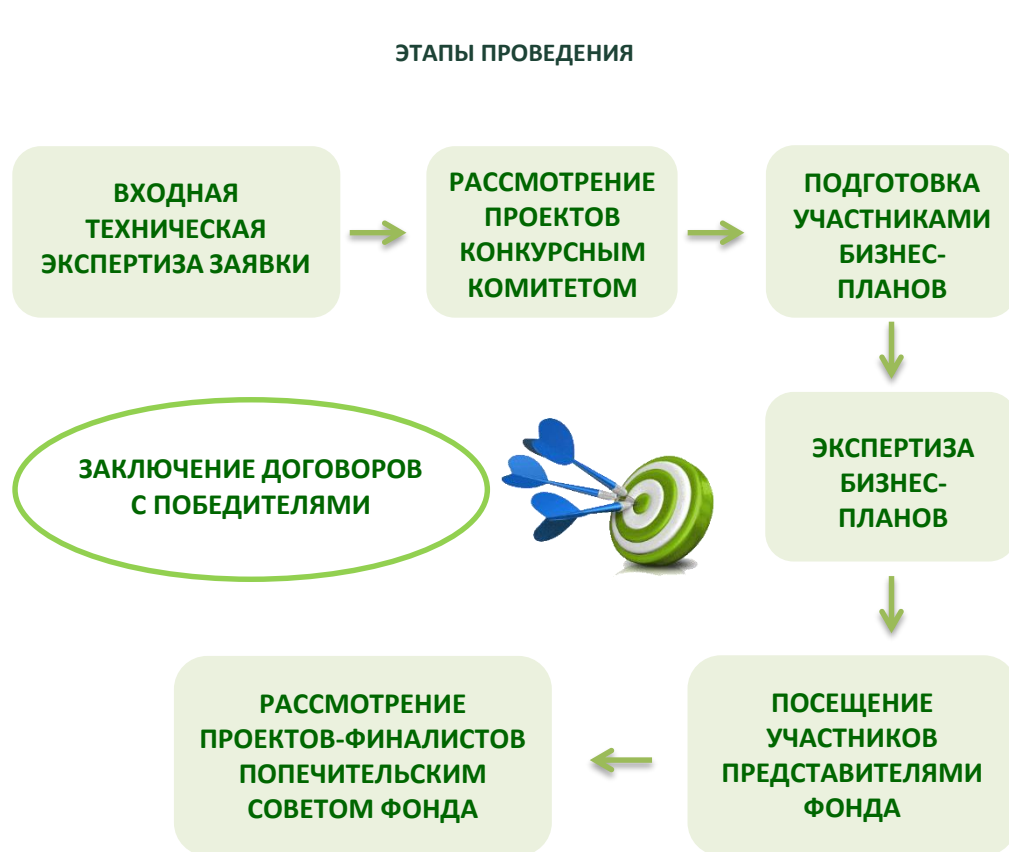 ЭТАПЫ ПРОВЕДЕНИЯ
ВХОДНАЯ
ТЕХНИЧЕСКАЯ
ЭКСПЕРТИЗА ЗАЯВКИ
РАССМОТРЕНИЕ
ПРОЕКТОВ
КОНКУРСНЫМ
КОМИТЕТОМ
ПОДГОТОВКА
УЧАСТНИКАМИ
БИЗНЕС-
ПЛАНОВ
ЭКСПЕРТИЗА
БИЗНЕС-
ПЛАНОВ
ПОСЕЩЕНИЕ
УЧАСТНИКОВ
ПРЕДСТАВИТЕЛЯМИ
ФОНДА
РАССМОТРЕНИЕ
ПРОЕКТОВ-ФИНАЛИСТОВ
ПОПЕЧИТЕЛЬСКИМ
СОВЕТОМ ФОНДА
ЗАКЛЮЧЕНИЕ ДОГОВОРОВ
С ПОБЕДИТЕЛЯМИ